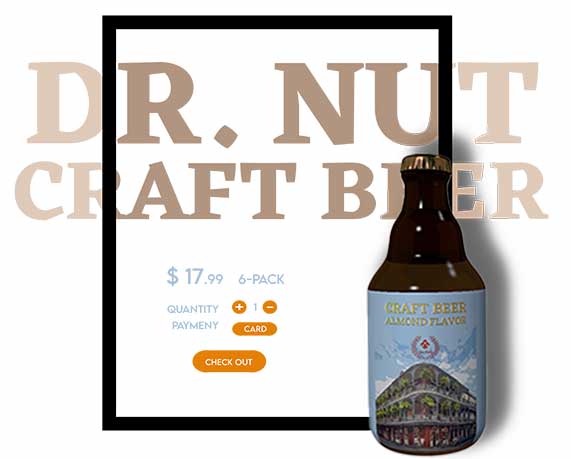 DR. NUT
CRAFT BEER
$ 17.99 6-PACK
QUANTITY + 1 −
PAYMENY CARD
CHECK OUT
CRAFT BEER
ALMOND FLAVOR